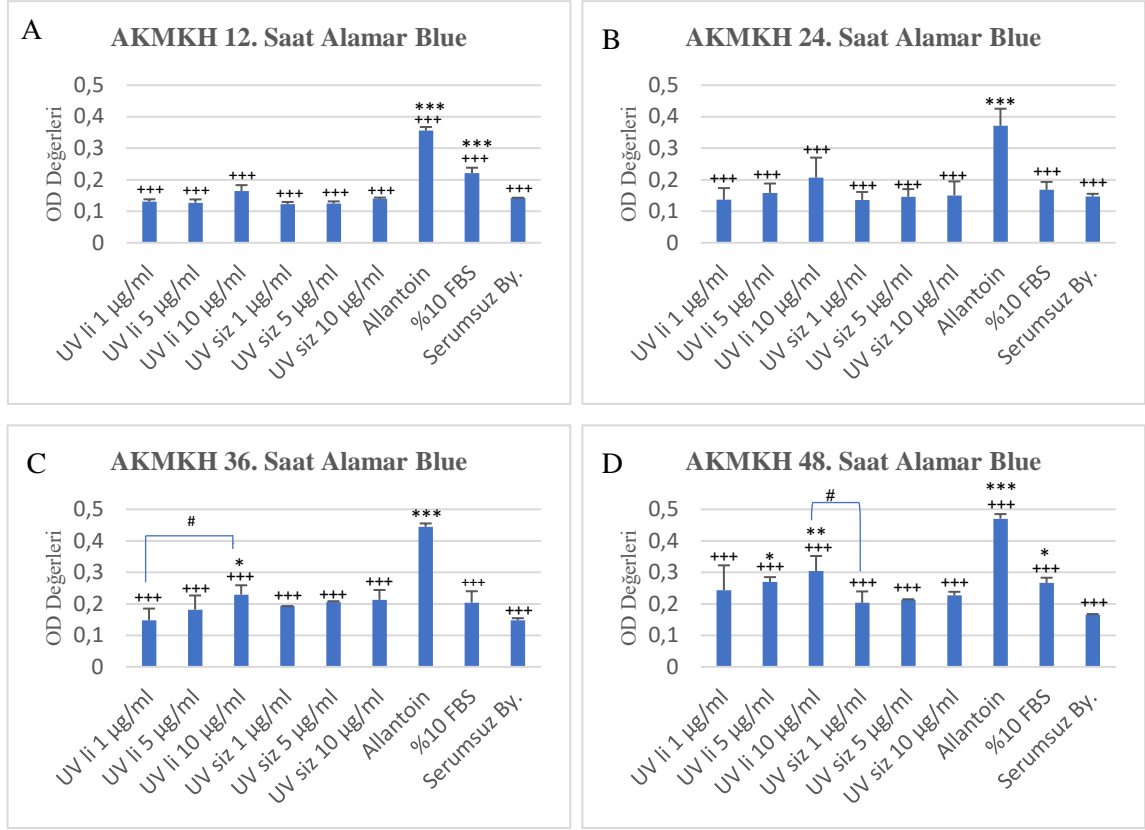 A
AKMKH 12. Saat Alamar Blue
OD Değerleri
0,5
0,4
0,3
0,2
0,1
0
+++
+++
+++
+++
+++
+++
***
+++
***
+++
+++
UV li 1 µg/ml
UV li 5 µg/ml
UV li 10 µg/ml
UV siz 1 µg/ml
UV siz 5 µg/ml
UV siz 10 µg/ml
Allantoin
%10 FBS
Serumsuz By.
B
AKMKH 24. Saat Alamar Blue
OD Değerleri
0,5
0,4
0,3
0,2
0,1
0
+++
+++
+++
+++
+++
+++
***
+++
+++
UV li 1 µg/ml
UV li 5 µg/ml
UV li 10 µg/ml
UV siz 1 µg/ml
UV siz 5 µg/ml
UV siz 10 µg/ml
Allantoin
%10 FBS
Serumsuz By.
C
AKMKH 36. Saat Alamar Blue
OD Değerleri
0,5
0,4
0,3
0,2
0,1
0
#
+++
+++
*
+++
+++
+++
+++
***
+++
+++
UV li 1 µg/ml
UV li 5 µg/ml
UV li 10 µg/ml
UV siz 1 µg/ml
UV siz 5 µg/ml
UV siz 10 µg/ml
Allantoin
%10 FBS
Serumsuz By.
D
AKMKH 48. Saat Alamar Blue
OD Değerleri
0,5
0,4
0,3
0,2
0,1
0
#
+++
*
+++
**
+++
+++
+++
+++
***
+++
*
+++
+++
UV li 1 µg/ml
UV li 5 µg/ml
UV li 10 µg/ml
UV siz 1 µg/ml
UV siz 5 µg/ml
UV siz 10 µg/ml
Allantoin
%10 FBS
Serumsuz By.